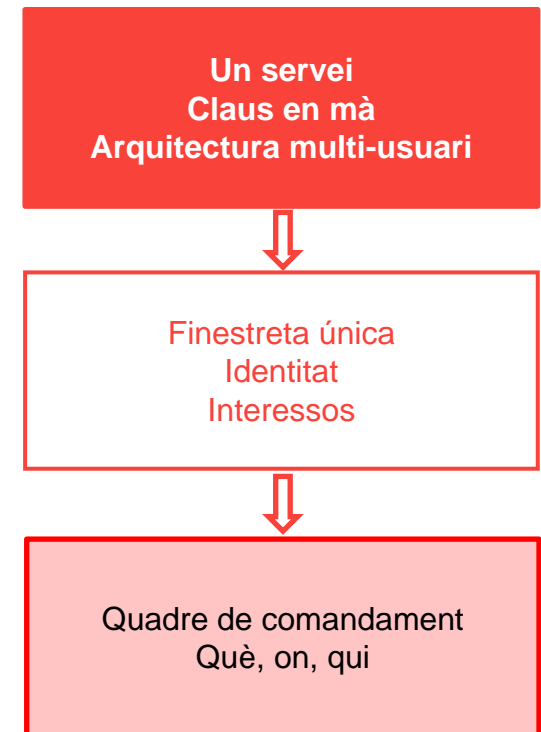 Un servei
Claus en mà
Arquitectura multi-usuari
Finestreta única
Identitat
Interessos
Quadre de comandament
Què, on, qui